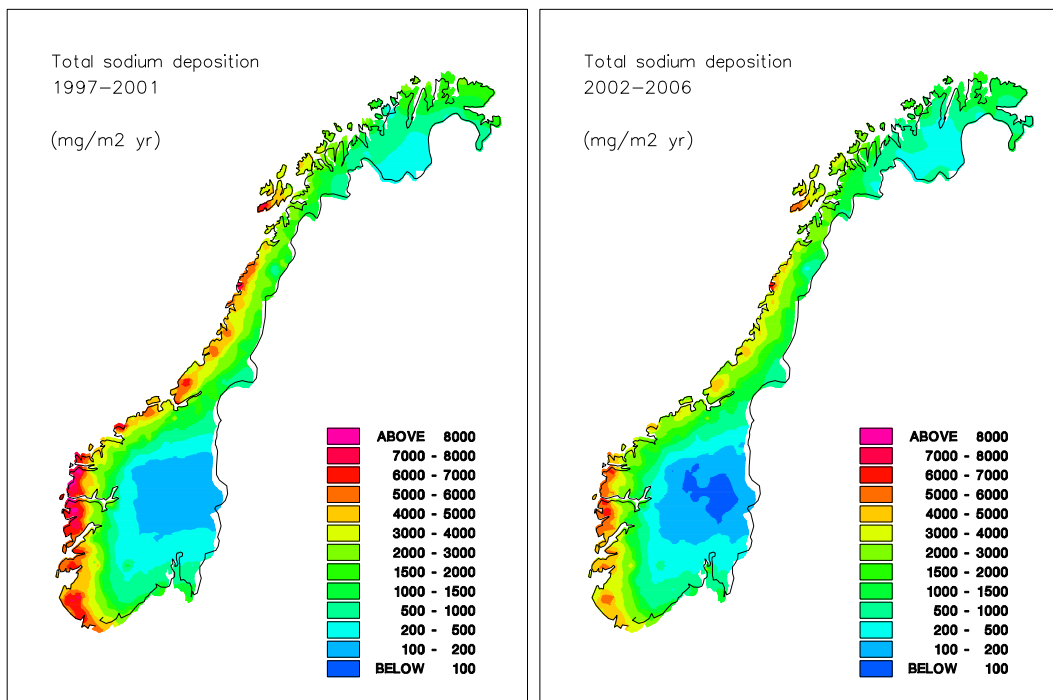 Total sodium deposition
1997-2001
(mg/m2 yr)
ABOVE 8000
7000 - 8000
6000 - 7000
5000 - 6000
4000 - 5000
3000 - 4000
2000 - 3000
1500 - 2000
1000 - 1500
500 - 1000
200 - 500
100 - 200
BELOW 100
Total sodium deposition
2002-2006
(mg/m2 yr)
ABOVE 8000
7000 - 8000
6000 - 7000
5000 - 6000
4000 - 5000
3000 - 4000
2000 - 3000
1500 - 2000
1000 - 1500
500 - 1000
200 - 500
100 - 200
BELOW 100